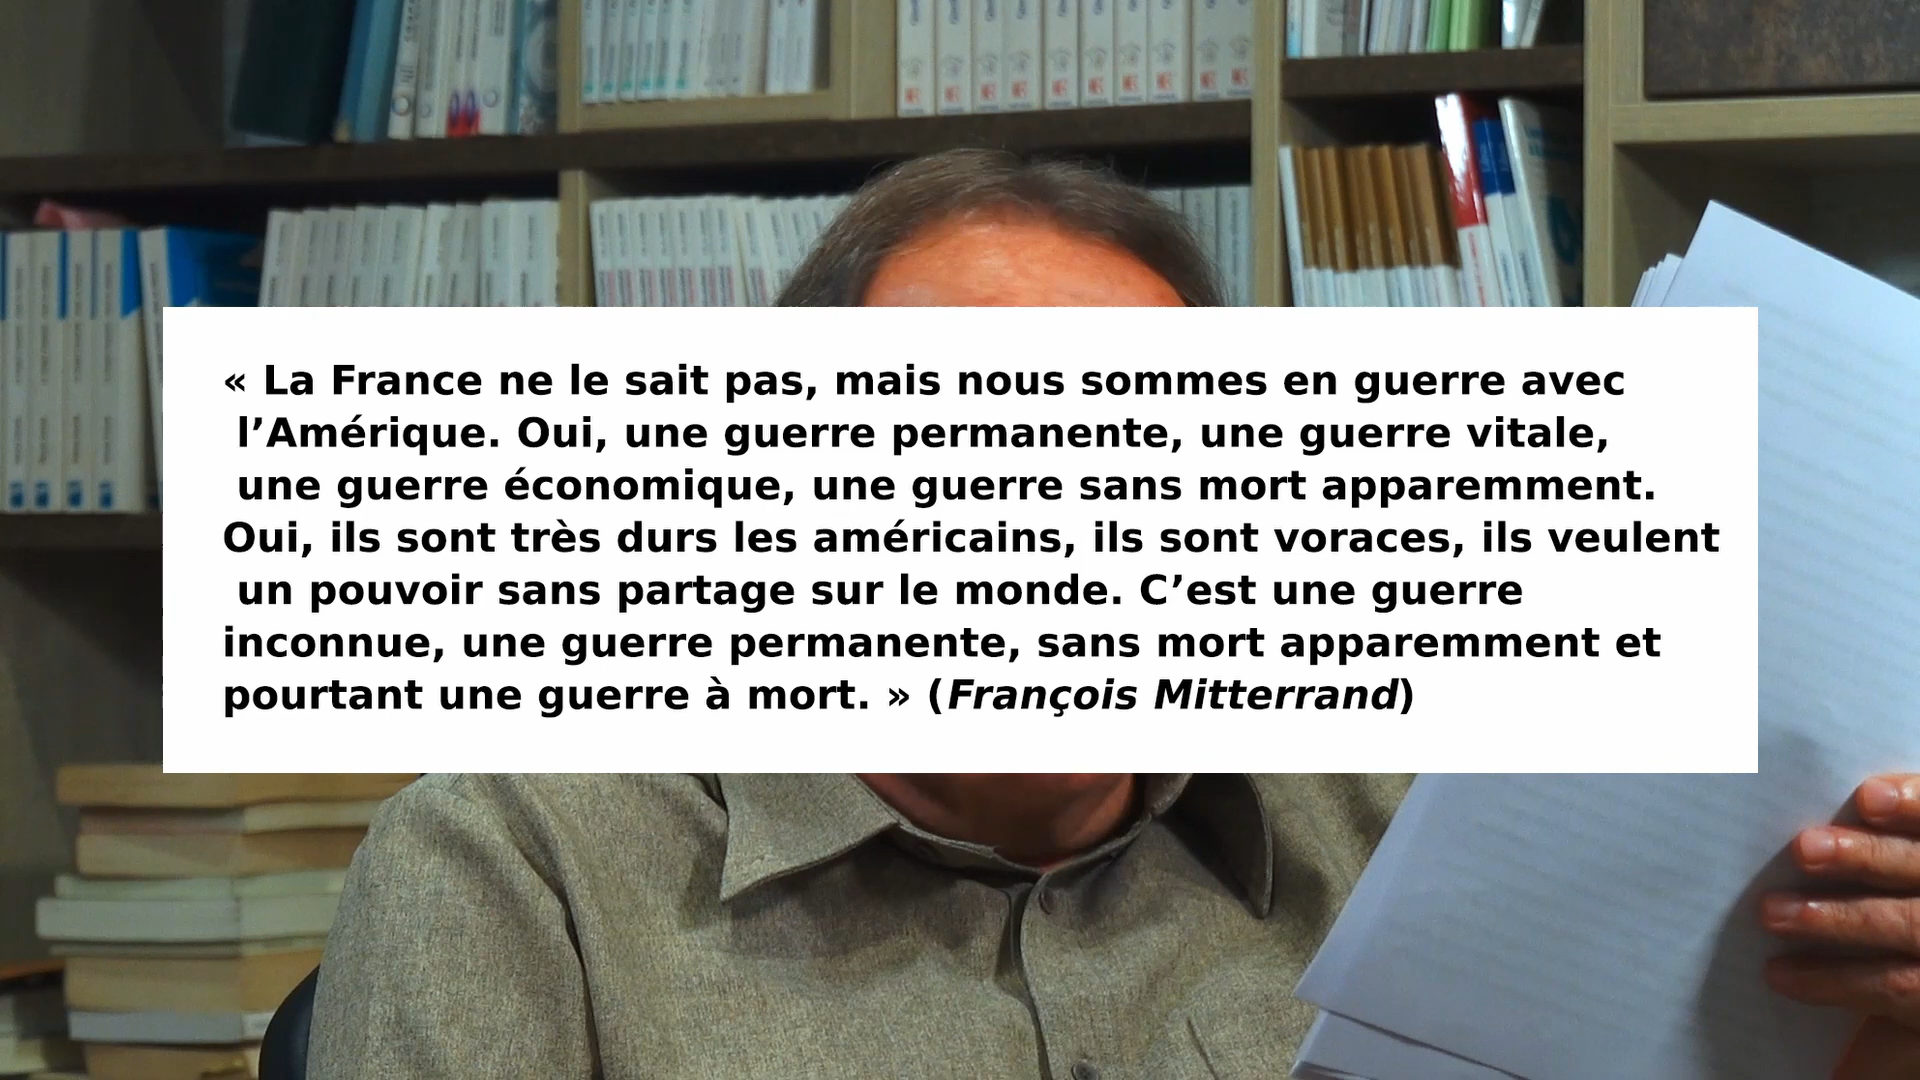 « La France ne le sait pas, mais nous sommes en guerre avec
l’Amérique. Oui, une guerre permanente, une guerre vitale,
une guerre économique, une guerre sans mort apparemment.
Oui, ils sont très durs les américains, ils sont voraces, ils veulent
un pouvoir sans partage sur le monde. C’est une guerre
inconnue, une guerre permanente, sans mort apparemment et
pourtant une guerre à mort. » (François Mitterrand)